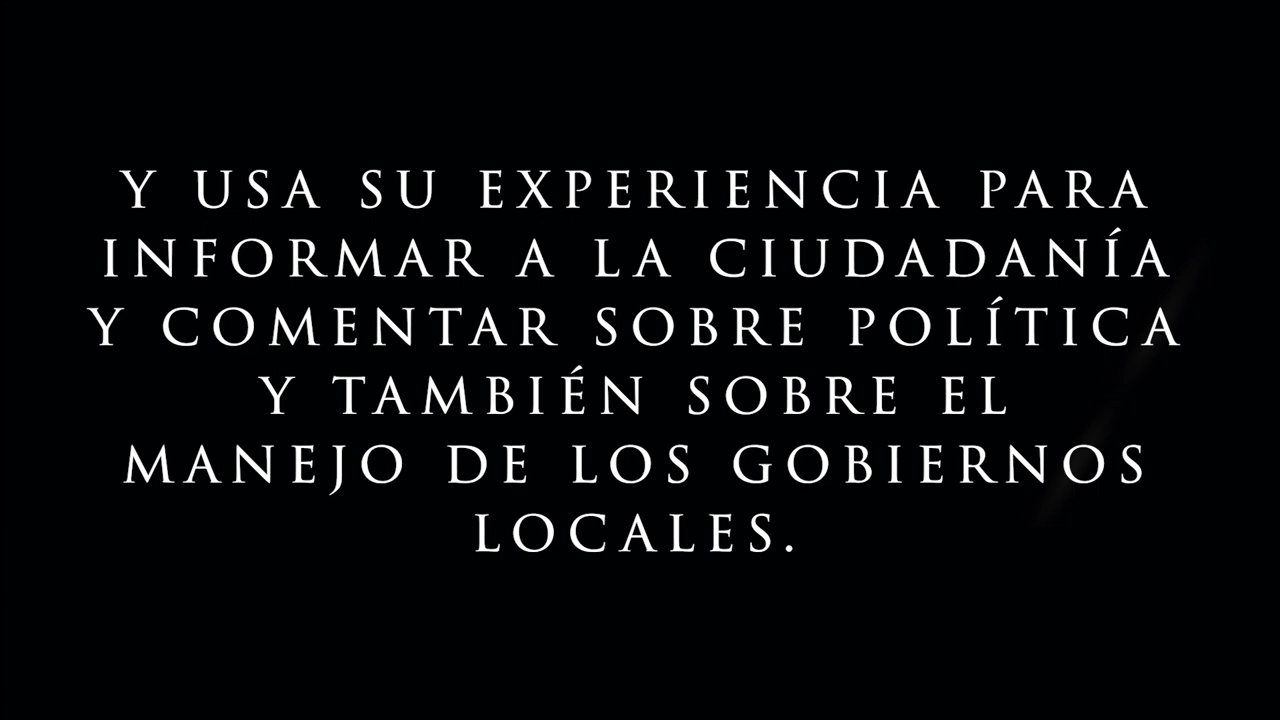 Y USA SU EXPERIENCIA PARA
INFORMAR A LA CIUDADANÍA
Y COMENTAR SOBRE POLÍTICA
Y TAMBIÉN SOBRE EL
MANEJO DE LOS GOBIERNOS
LOCALES.